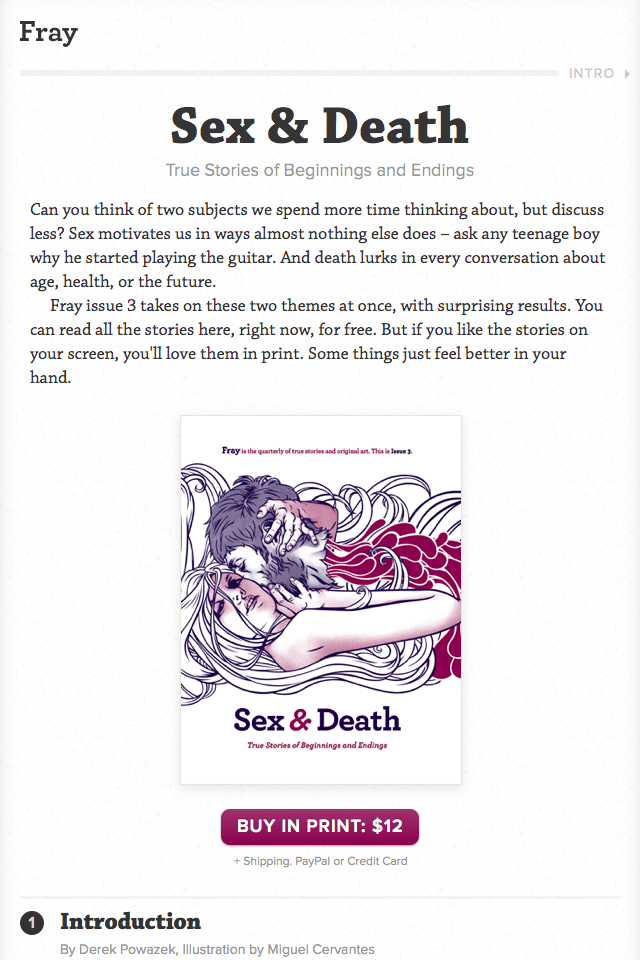 Fray
INTRO
Sex & Death
True Stories of Beginnings and Endings
Can you think of two subjects we spend more time thinking about, but discuss
less? Sex motivates us in ways almost nothing else does – ask any teenage boy
why he started playing the guitar. And death lurks in every conversation about
age, health, or the future.
Fray issue 3 takes on these two themes at once, with surprising results. You
can read all the stories here, right now, for free. But if you like the stories on
your screen, you'll love them in print. Some things just feel better in your
hand.
Fray is the quarterly of true stories and original art. This is Issue 3.
Sex & Death
True Stories of Beginnings and Endings
BUY IN PRINT: $12
+ Shipping. PayPal or Credit Card
1 Introduction
By Derek Powazek, Illustration by Miguel Cervantes